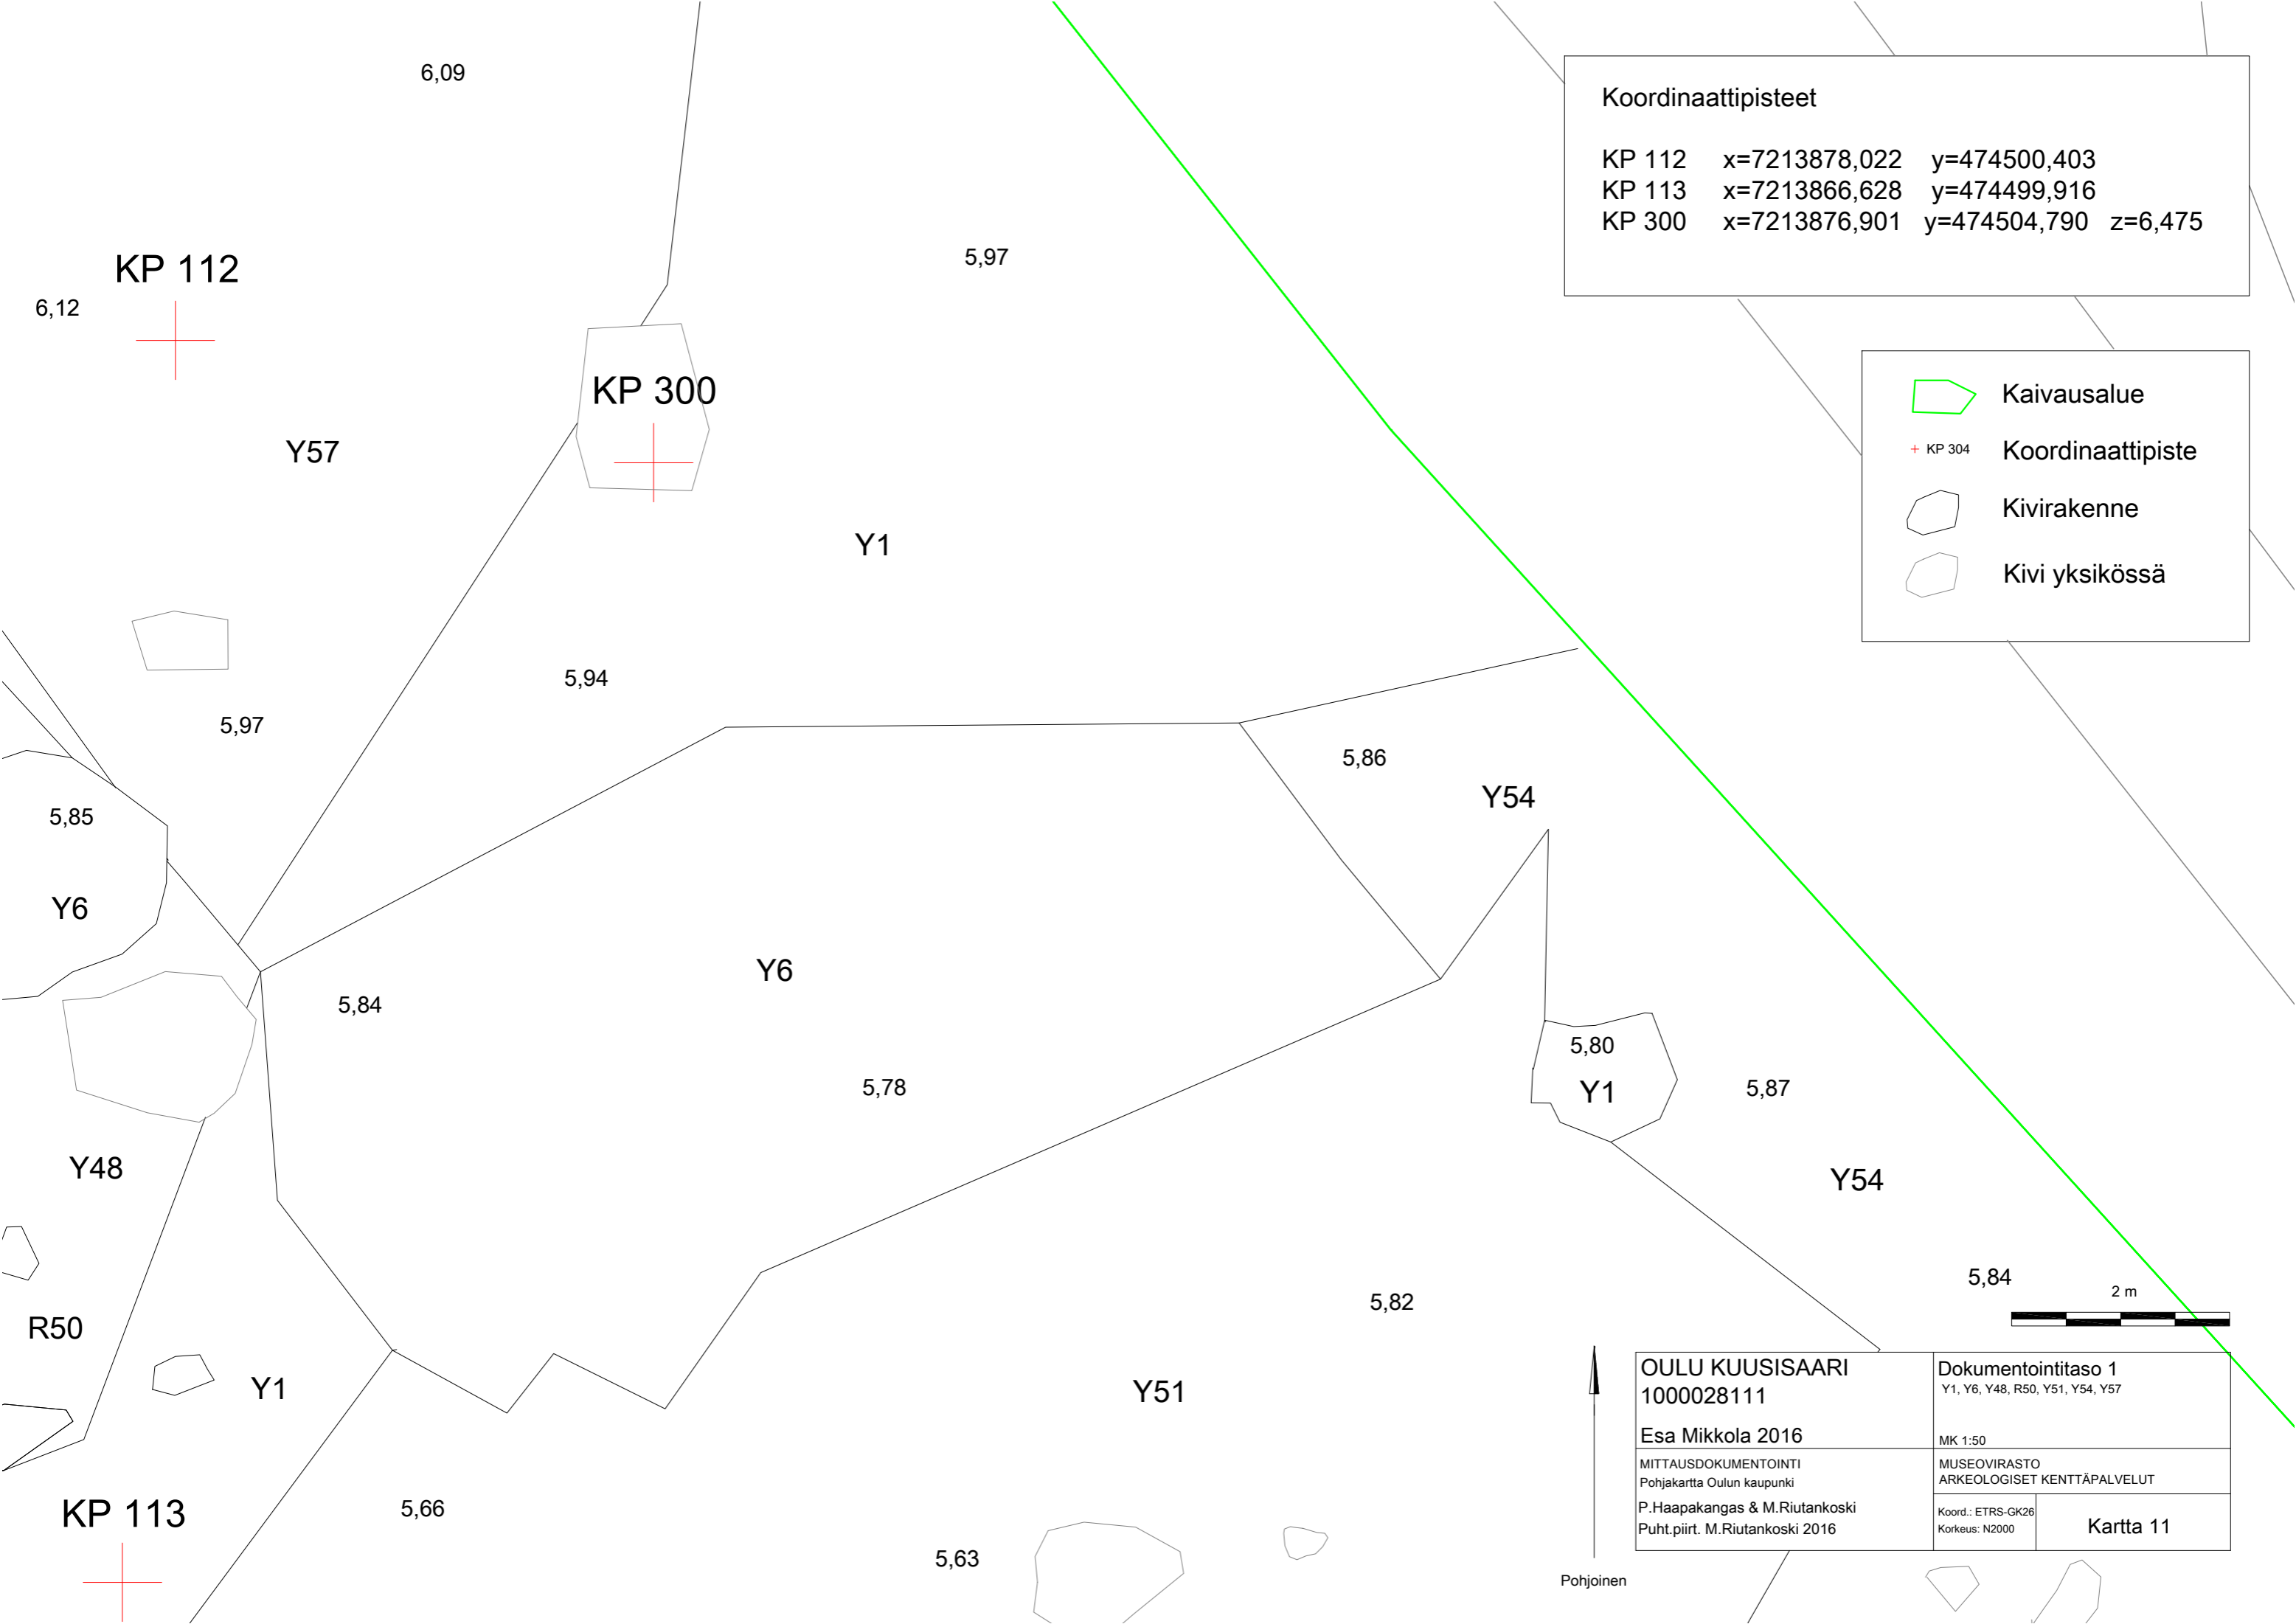 6,09
Koordinaattipisteet
KP 112 x=7213878,022 y=474500,403
KP 113 x=7213866,628 y=474499,916
KP 300 x=7213876,901 y=474504,790 z=6,475
5,97
KP 112
6,12
KP 300
Kaivausalue
KP 304 Koordinaattipiste
Kivirakenne
Kivi yksikössä
Y57
Y1
5,94
5,97
5,86
Y54
5,85
Y6
Y6
5,84
5,80
Y1
5,78
5,87
Y48
Y54
5,84
2 m
5,82
R50
Y1
Y51
KP 113
5,66
5,63
Pohjoinen
OULU KUUSISAARI
1000028111
Esa Mikkola 2016
Dokumentointitaso 1
Y1, Y6, Y48, R50, Y51, Y54, Y57
MK 1:50
MITTAUSDOKUMENTOINTI
Pohjakartta Oulun kaupunki
P.Haapakangas & M.Riutankoski
Puht.piirt. M.Riutankoski 2016
MUSEOVIRASTO
ARKEOLOGISET KENTTÄPALVELUT
Koord.: ETRS-GK26
Korkeus: N2000
Kartta 11